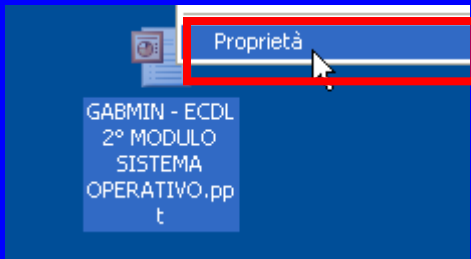 Proprietà
GABMIN - ECDL
2° MODULO
SISTEMA
OPERATIVO.pp
t